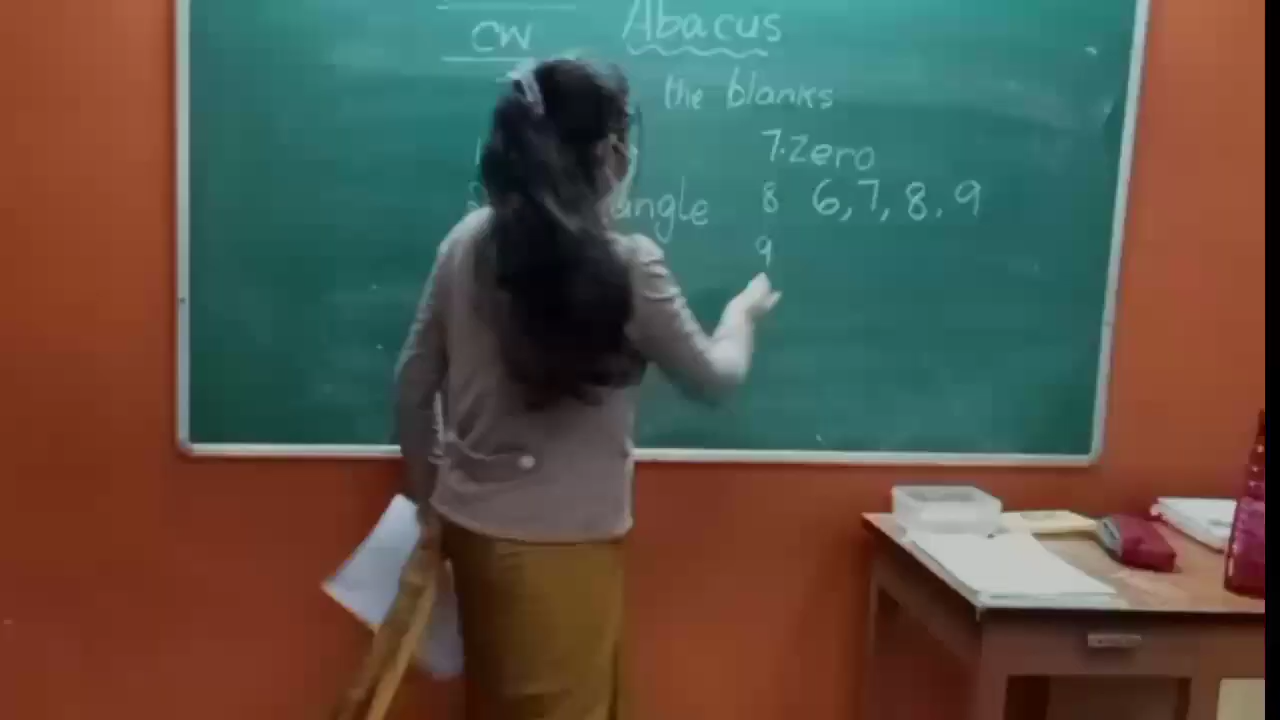 CW Abacus
the blanks
7. Zero
angle 8 6, 7, 8, 9
9